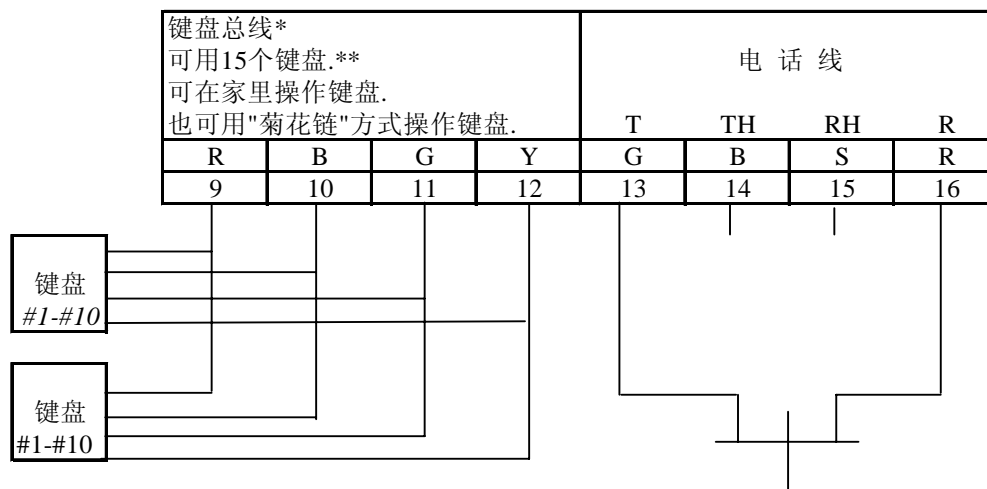 键盘总线*
可用15个键盘.**
可在家里操作键盘.
也可用"菊花链"方式操作键盘.
电 话 线
T TH RH R
R B G Y G B S R
9 10 11 12 13 14 15 16
键盘
#1-#10
键盘
#1-#10